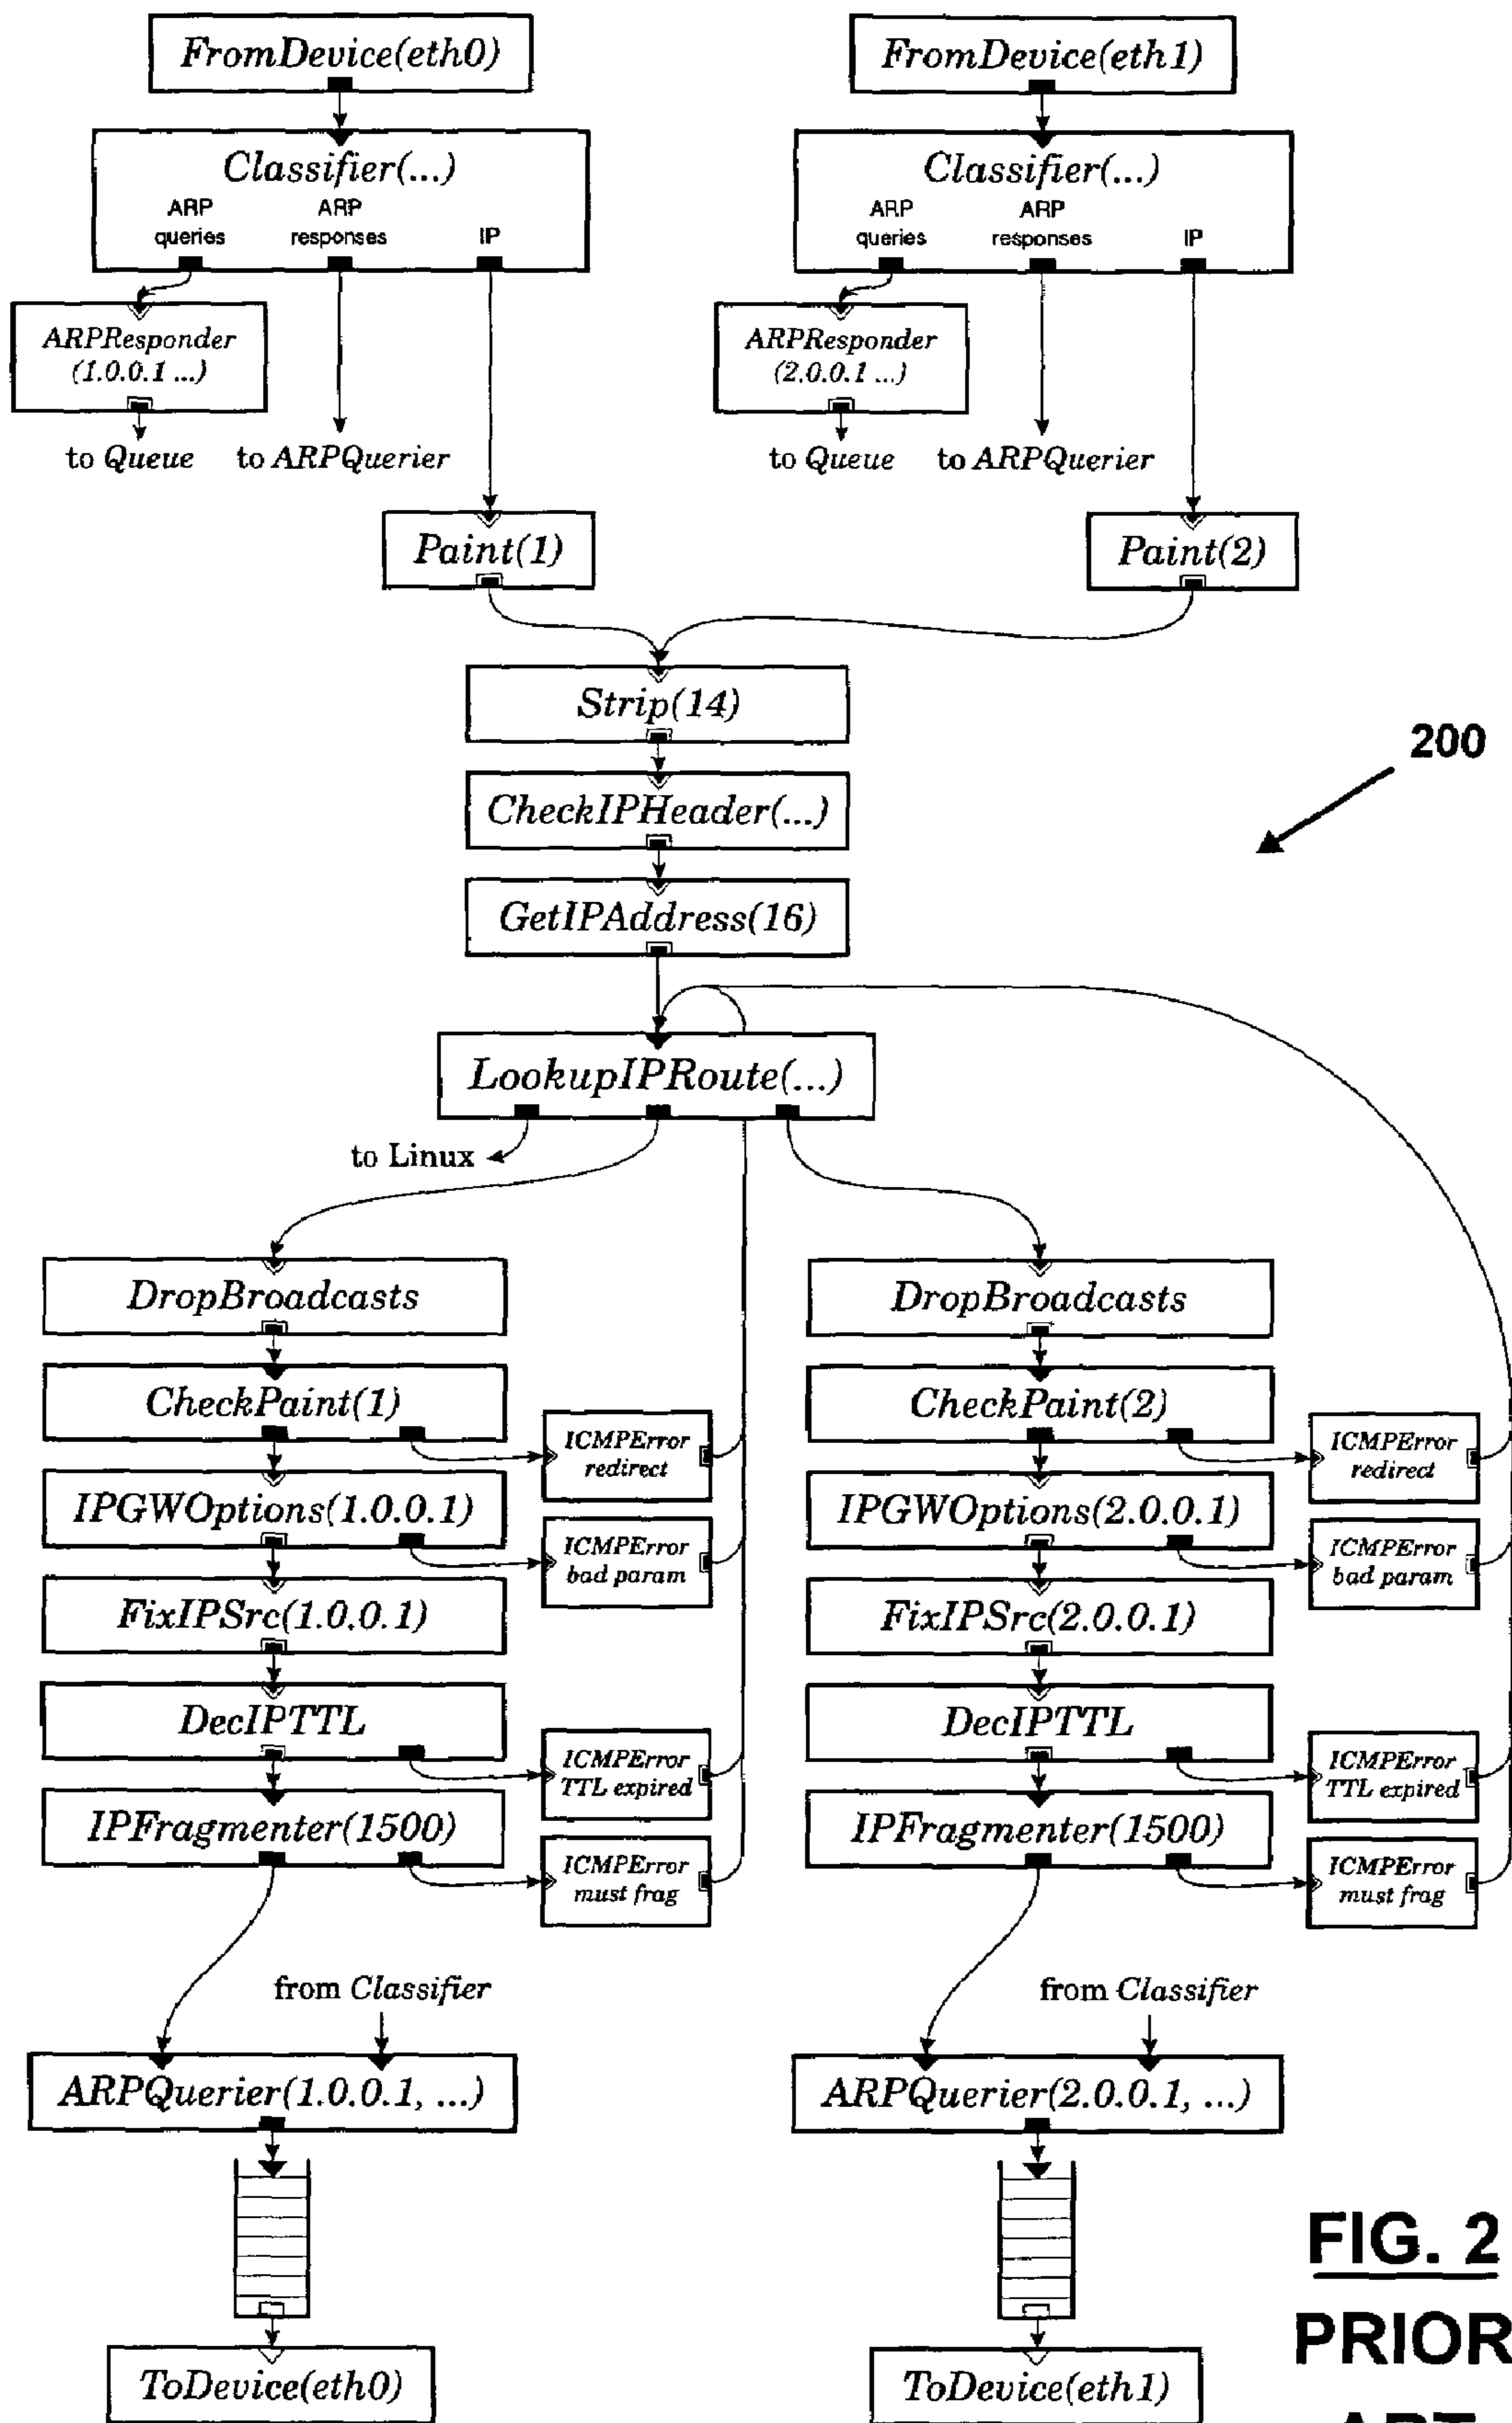 FromDevice(eth0)
FromDevice(eth1)
Classifier(...)
ARP queries
ARP responses
IP
Classifier(...)
ARP queries
ARP responses
IP
ARPResponder
(1.0.0.1 ...)
ARPResponder
(2.0.0.1 ...)
to Queue
to ARPQuerier
to Queue
to ARPQuerier
Paint(1)
Paint(2)
Strip(14)
200
CheckIPHeader(...)
GetIPAddress(16)
LookupIPRoute(...)
to Linux
DropBroadcasts
DropBroadcasts
CheckPaint(1)
ICMPError
redirect
CheckPaint(2)
ICMPError
redirect
IPGWOptions(1.0.0.1)
ICMPError
bad param
IPGWOptions(2.0.0.1)
ICMPError
bad param
FixIPSrc(1.0.0.1)
FixIPSrc(2.0.0.1)
DecIPTTL
ICMPError
TTL expired
DecIPTTL
ICMPError
TTL expired
IPFragmenter(1500)
ICMPError
must frag
IPFragmenter(1500)
ICMPError
must frag
from Classifier
from Classifier
ARPQuerier(1.0.0.1, ...)
ARPQuerier(2.0.0.1, ...)
FIG. 2
PRIOR
ToDevice(eth0)
ToDevice(eth1)